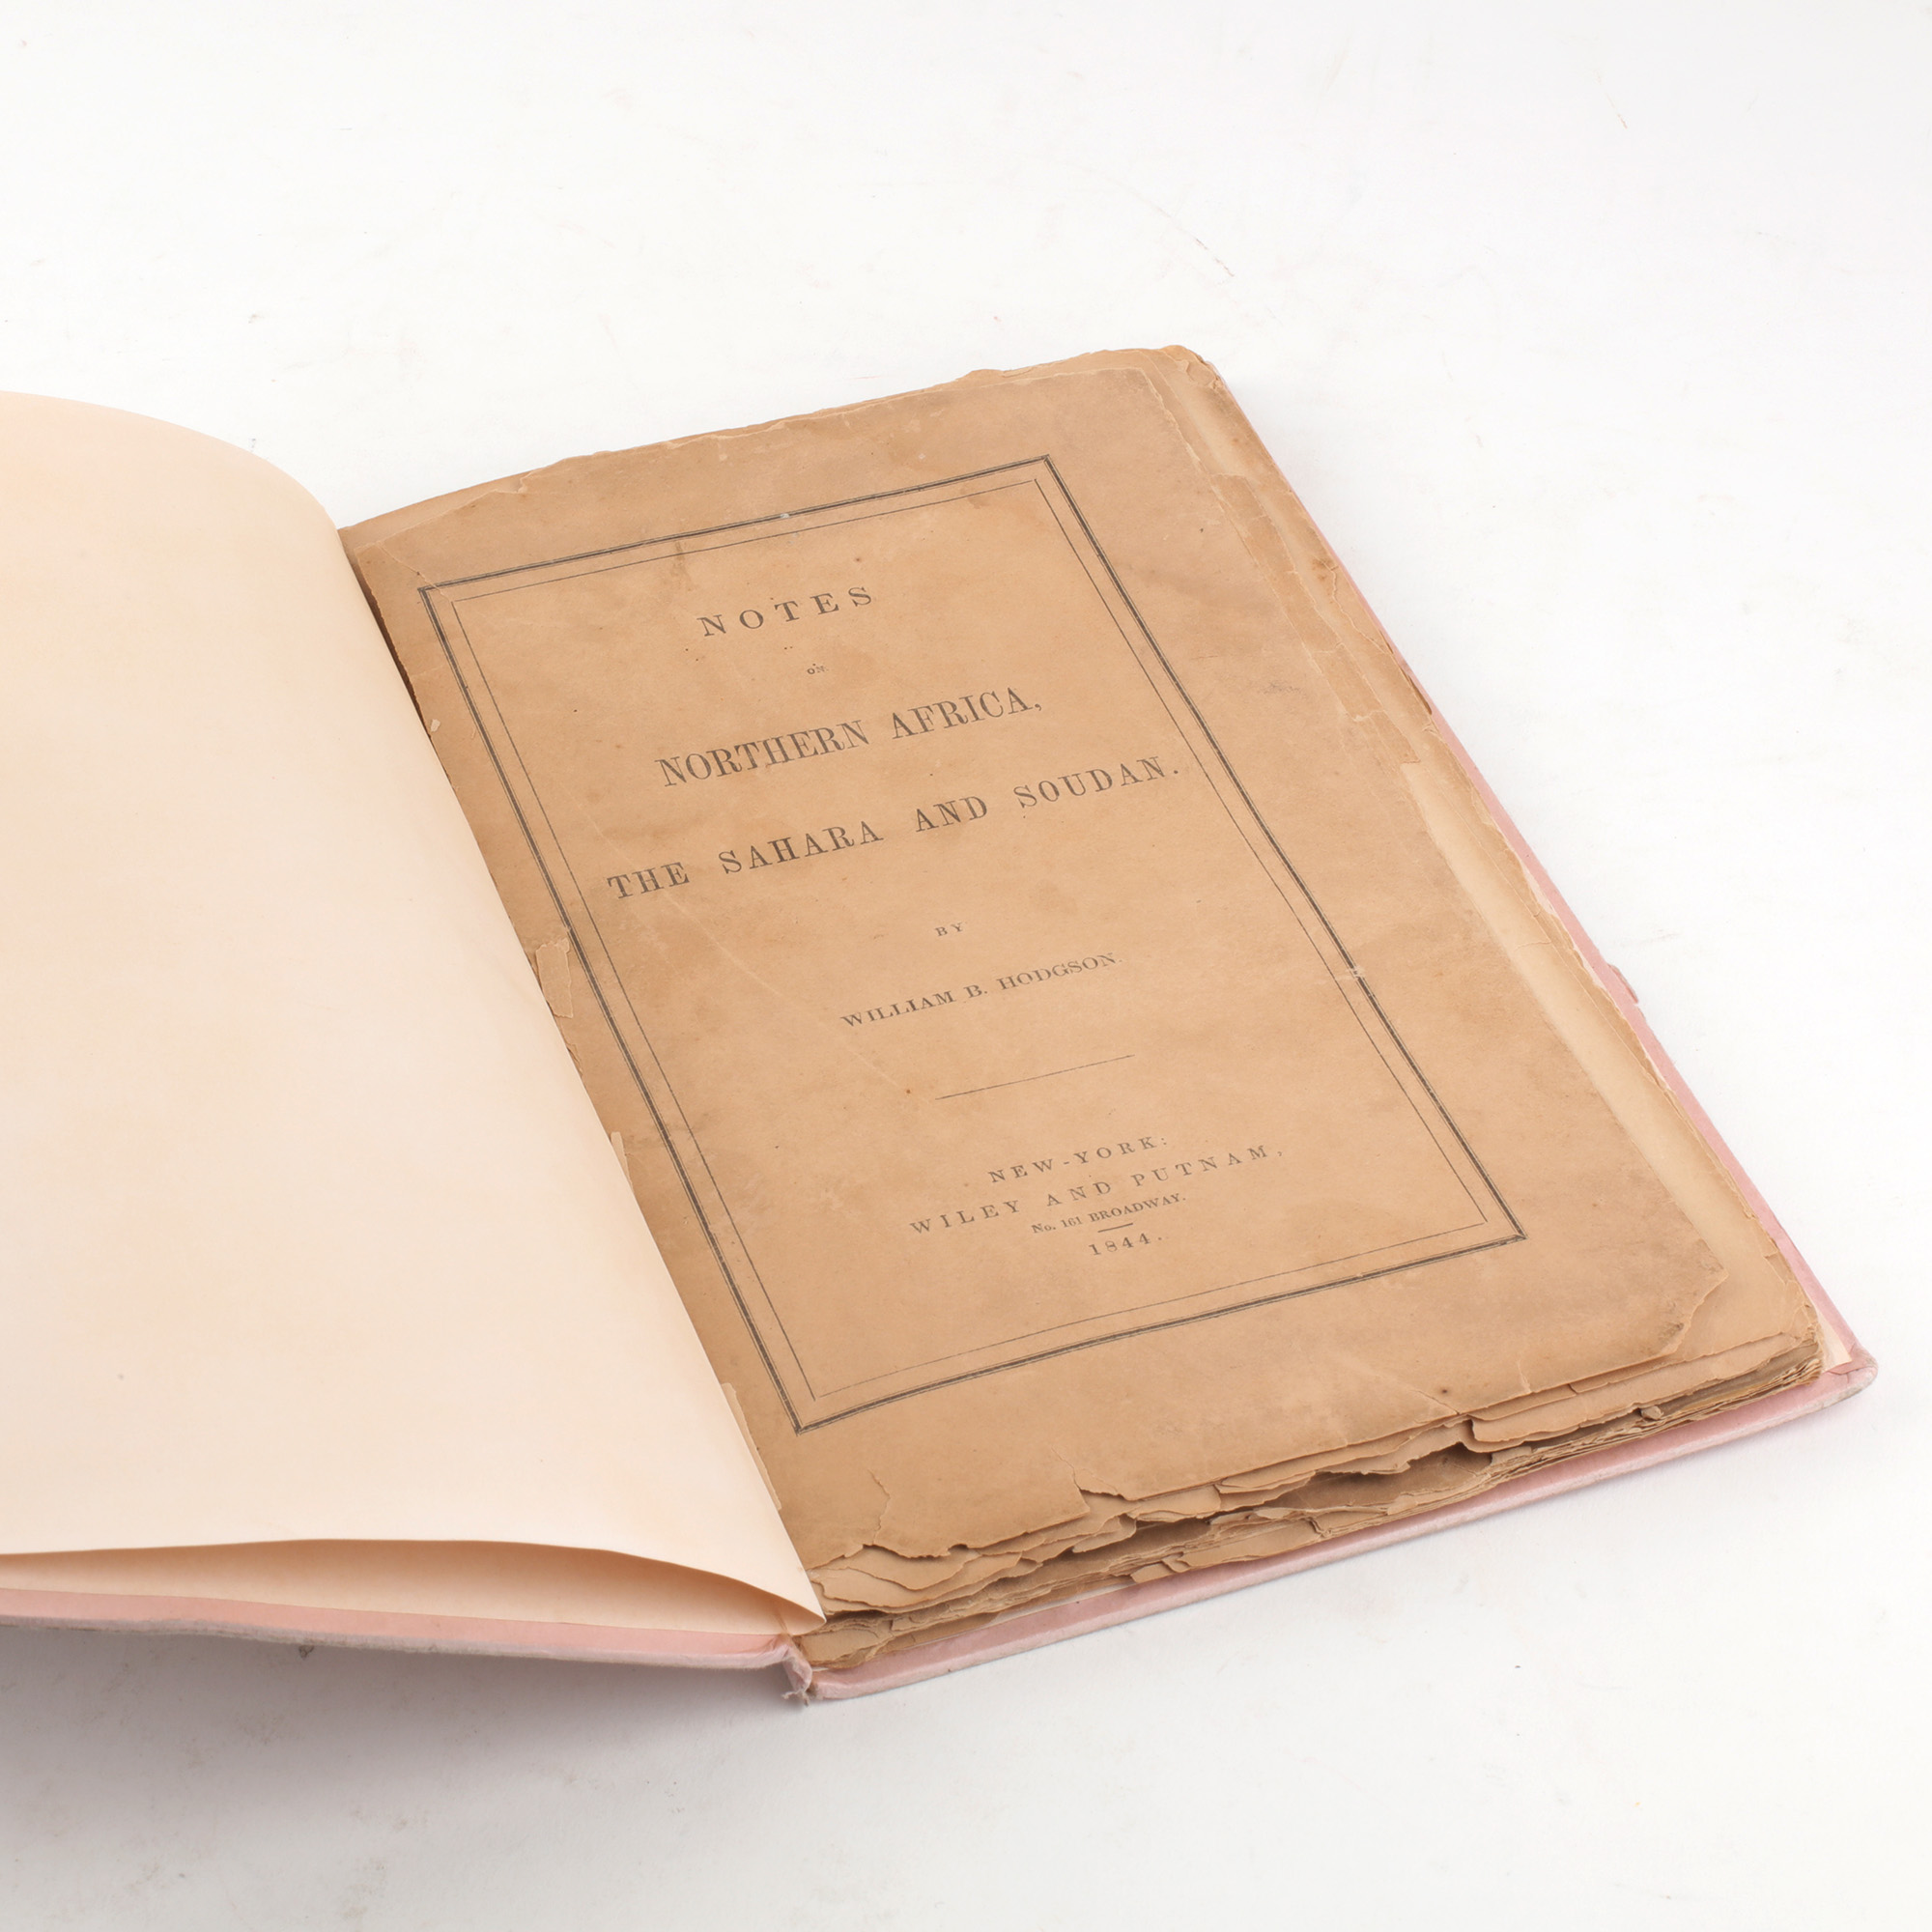 NOTES
ON
NORTHERN AFRICA,
THE SAHARA AND SOUDAN.
BY
WILLIAM B. HODGSON.
NEW-YORK:
WILEY AND PUTNAM,
No. 161 BROADWAY.
1844.